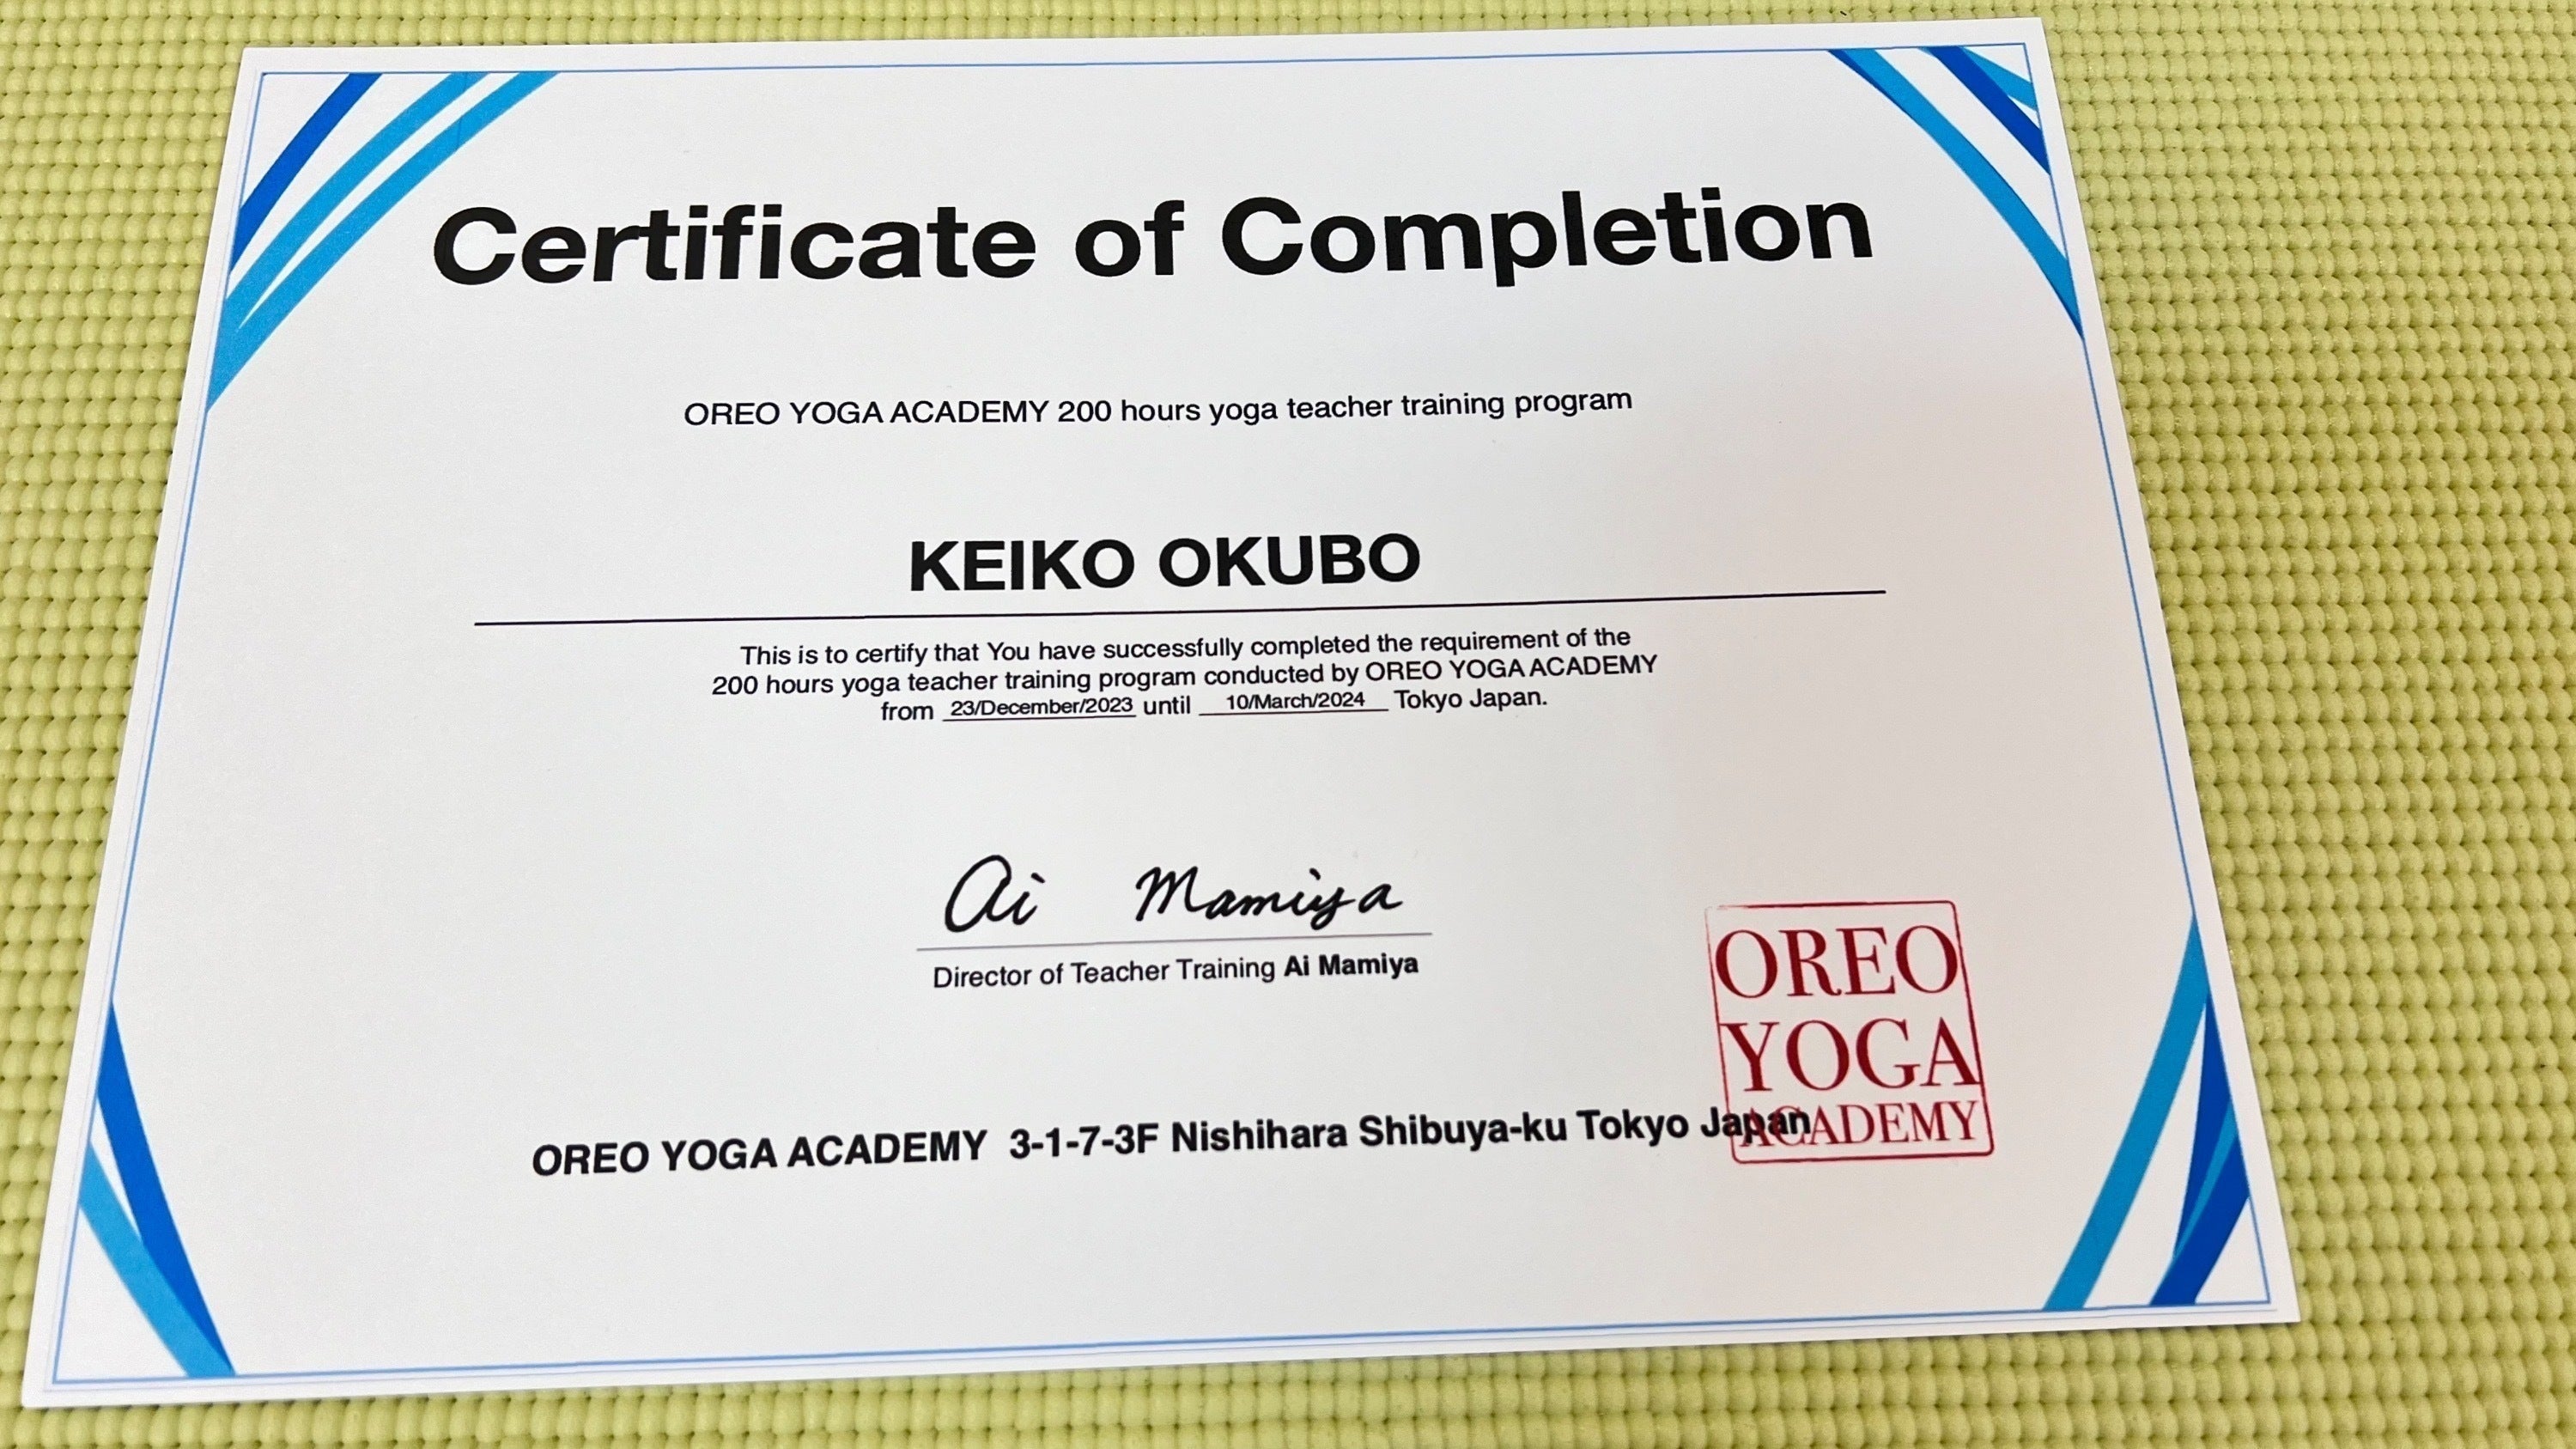 Certificate of Completion
OREO YOGA ACADEMY 200 hours yoga teacher training program
KEIKO OKUBO
This is to certify that You have successfully completed the requirement of the
200 hours yoga teacher training program conducted by OREO YOGA ACADEMY
from 23/December/2023 until 10/March/2024 Tokyo Japan.
Ai Mamiya
Director of Teacher Training Ai Mamiya
OREO YOGA ACADEMY 3-1-7-3F Nishihara Shibuya-ku Tokyo Japan
OREO
YOGA
ACADEMY